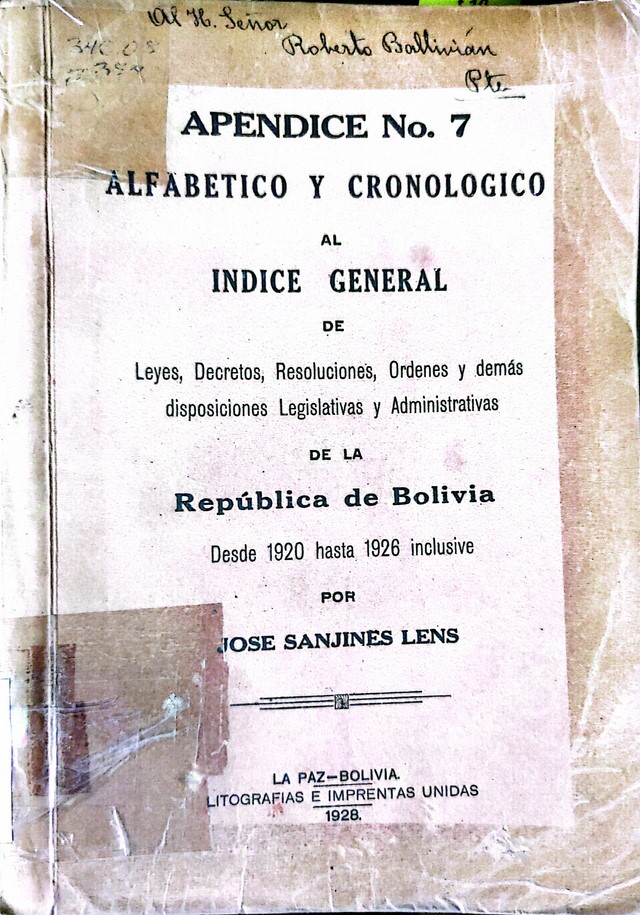 Al H. Señor
Roberto Ballivián
Pte.
APENDICE No. 7
ALFABETICO Y CRONOLOGICO
AL
INDICE GENERAL
DE
Leyes, Decretos, Resoluciones, Ordenes y demás
disposiciones Legislativas y Administrativas
DE LA
República de Bolivia
Desde 1920 hasta 1926 inclusive
POR
JOSE SANJINES LENS
LA PAZ—BOLIVIA.
LITOGRAFIAS E IMPRENTAS UNIDAS
1928.